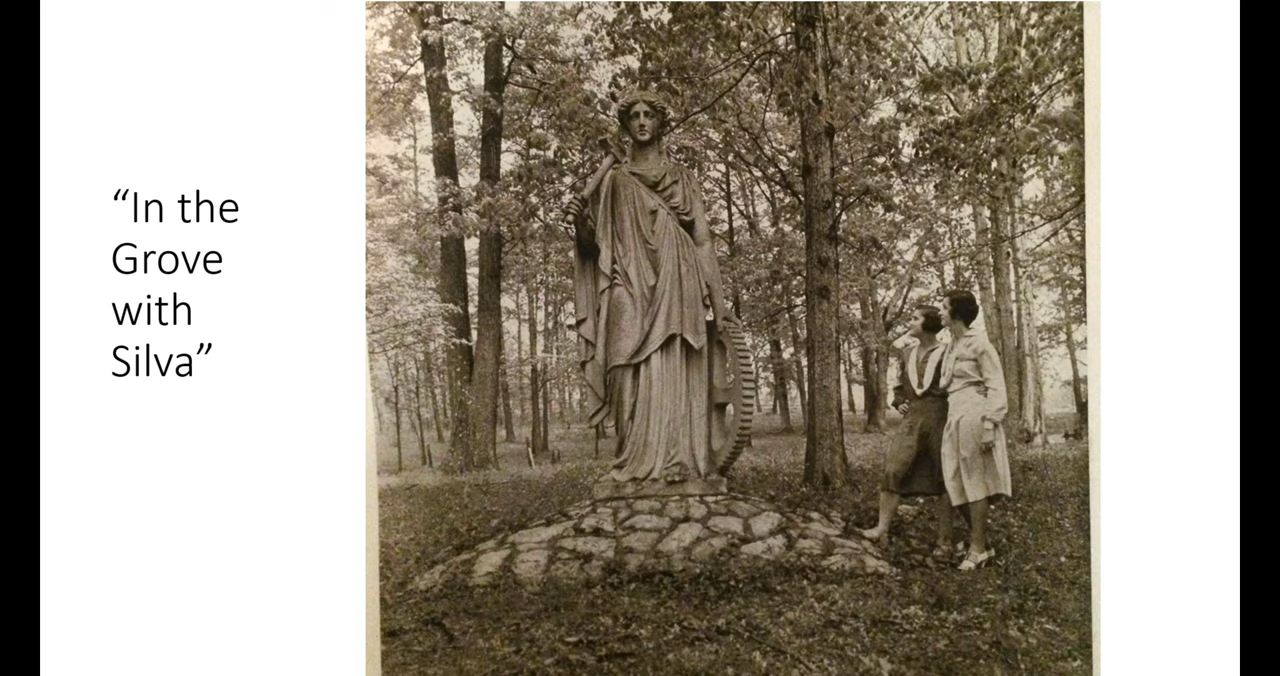 “In the
Grove
with
Silva”